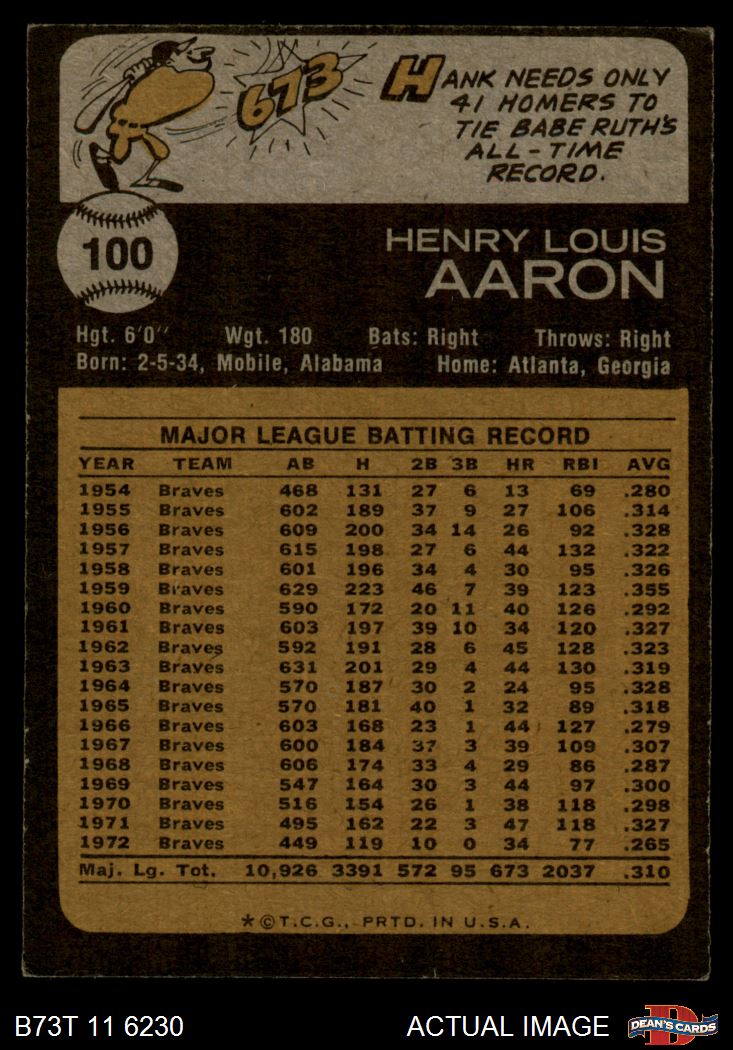 673
HANK NEEDS ONLY
41 HOMERS TO
TIE BABE RUTH'S
ALL-TIME
RECORD.
100
HENRY LOUIS
AARON
Hgt. 6'0" Wgt. 180 Bats: Right Throws: Right
Born: 2-5-34, Mobile, Alabama Home: Atlanta, Georgia
MAJOR LEAGUE BATTING RECORD
YEAR TEAM AB H 2B 3B HR RBI AVG
1954 Braves 468 131 27 6 13 69 .280
1955 Braves 602 189 37 9 27 106 .314
1956 Braves 609 200 34 14 26 92 .328
1957 Braves 615 198 27 6 44 132 .322
1958 Braves 601 196 34 4 30 95 .326
1959 Braves 629 223 46 7 39 123 .355
1960 Braves 590 172 20 11 40 126 .292
1961 Braves 603 197 39 10 34 120 .327
1962 Braves 592 191 28 6 45 128 .323
1963 Braves 631 201 29 4 44 130 .319
1964 Braves 570 187 30 2 24 95 .328
1965 Braves 570 181 40 1 32 89 .318
1966 Braves 603 168 23 1 44 127 .279
1967 Braves 600 184 37 3 39 109 .307
1968 Braves 606 174 33 4 29 86 .287
1969 Braves 547 164 30 3 44 97 .300
1970 Braves 516 154 26 1 38 118 .298
1971 Braves 495 162 22 3 47 118 .327
1972 Braves 449 119 10 0 34 77 .265
Maj. Lg. Tot. 10,926 3391 572 95 673 2037 .310
*©T.C.G., PRTD. IN U.S.A.
B73T 11 6230 ACTUAL IMAGE D DEAN'S CARDS